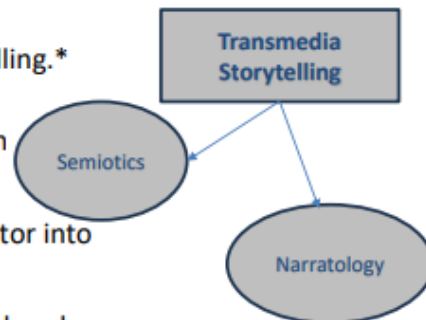 Transmedia
Storytelling
lling.*
Semiotics
tor into
Narratology